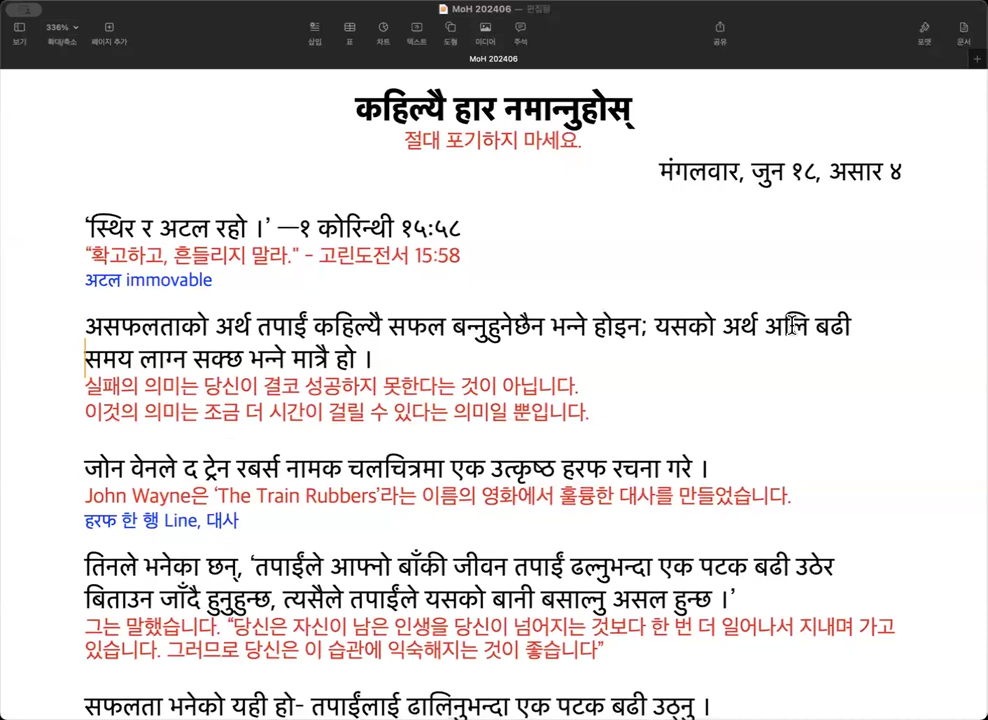 MoH 202406 — 편집됨
336%
보기 확대/축소 페이지 추가 삽입 표 차트 텍스트 도형 미디어 주석 공유 포맷 문서
MoH 202406
कहिल्यै हार नमान्नुहोस्
절대 포기하지 마세요.
मंगलवार, जुन १८, असार ४
‘स्थिर र अटल रहो ।’ —१ कोरिन्थी १५:५८
“확고하고, 흔들리지 말라." - 고린도전서 15:58
अटल immovable
असफलताको अर्थ तपाईं कहिल्यै सफल बन्नुहुनेछैन भन्ने होइन; यसको अर्थ अलि बढी
समय लाग्न सक्छ भन्ने मात्रै हो ।
실패의 의미는 당신이 결코 성공하지 못한다는 것이 아닙니다.
이것의 의미는 조금 더 시간이 걸릴 수 있다는 의미일 뿐입니다.
जोन वेनले द ट्रेन रबर्स नामक चलचित्रमा एक उत्कृष्ठ हरफ रचना गरे ।
John Wayne은 ‘The Train Rubbers’라는 이름의 영화에서 훌륭한 대사를 만들었습니다.
हरफ 한 행 Line, 대사
तिनले भनेका छन्, ‘तपाईंले आफ्नो बाँकी जीवन तपाईं ढल्नुभन्दा एक पटक बढी उठेर
बिताउन जाँदै हुनुहुन्छ, त्यसैले तपाईंले यसको बानी बसाल्नु असल हुन्छ ।’
그는 말했습니다. “당신은 자신이 남은 인생을 당신이 넘어지는 것보다 한 번 더 일어나서 지내며 가고
있습니다. 그러므로 당신은 이 습관에 익숙해지는 것이 좋습니다”
सफलता भनेको यही हो- तपाईंलाई ढालिनुभन्दा एक पटक बढी उठ्नु ।